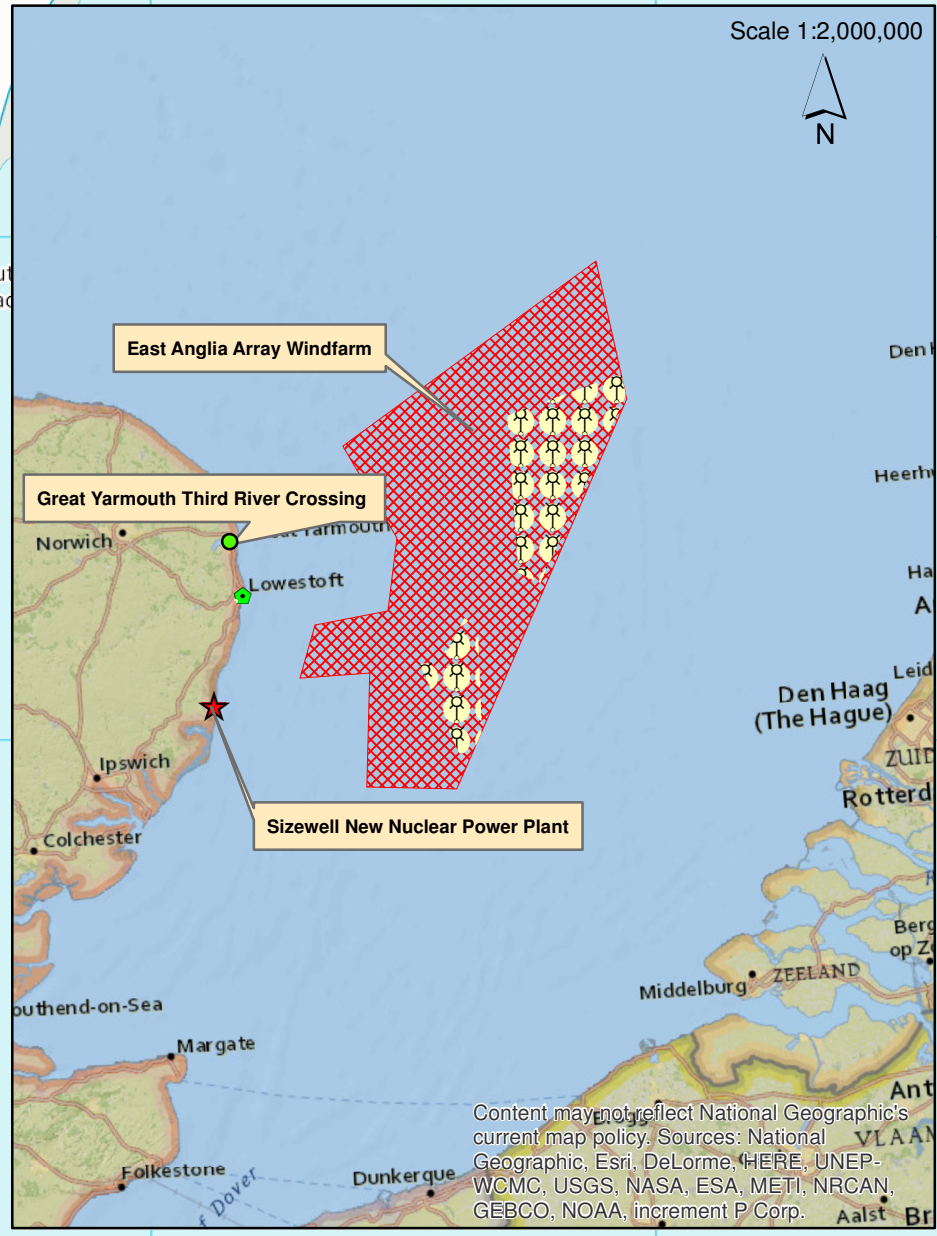 Scale 1:2,000,000
N
East Anglia Array Windfarm
Den
Great Yarmouth Third River Crossing
Heerh
Norwich
Yarmouth
Lowestoft
Ha
A
Leid
Den Haag
(The Hague)
ZUID
Ipswich
Rotterd
Sizewell New Nuclear Power Plant
Colchester
Berg
op Zo
ZEELAND
Middelburg
outhend-on-Sea
Margate
Ant
Content may not reflect National Geographic's
current map policy. Sources: National
Geographic, Esri, DeLorme, HERE, UNEP-
WCMC, USGS, NASA, ESA, METI, NRCAN,
GEBCO, NOAA, increment P Corp.
VLAAN
Folkestone
Dunkerque
f Dover
Aalst
Br